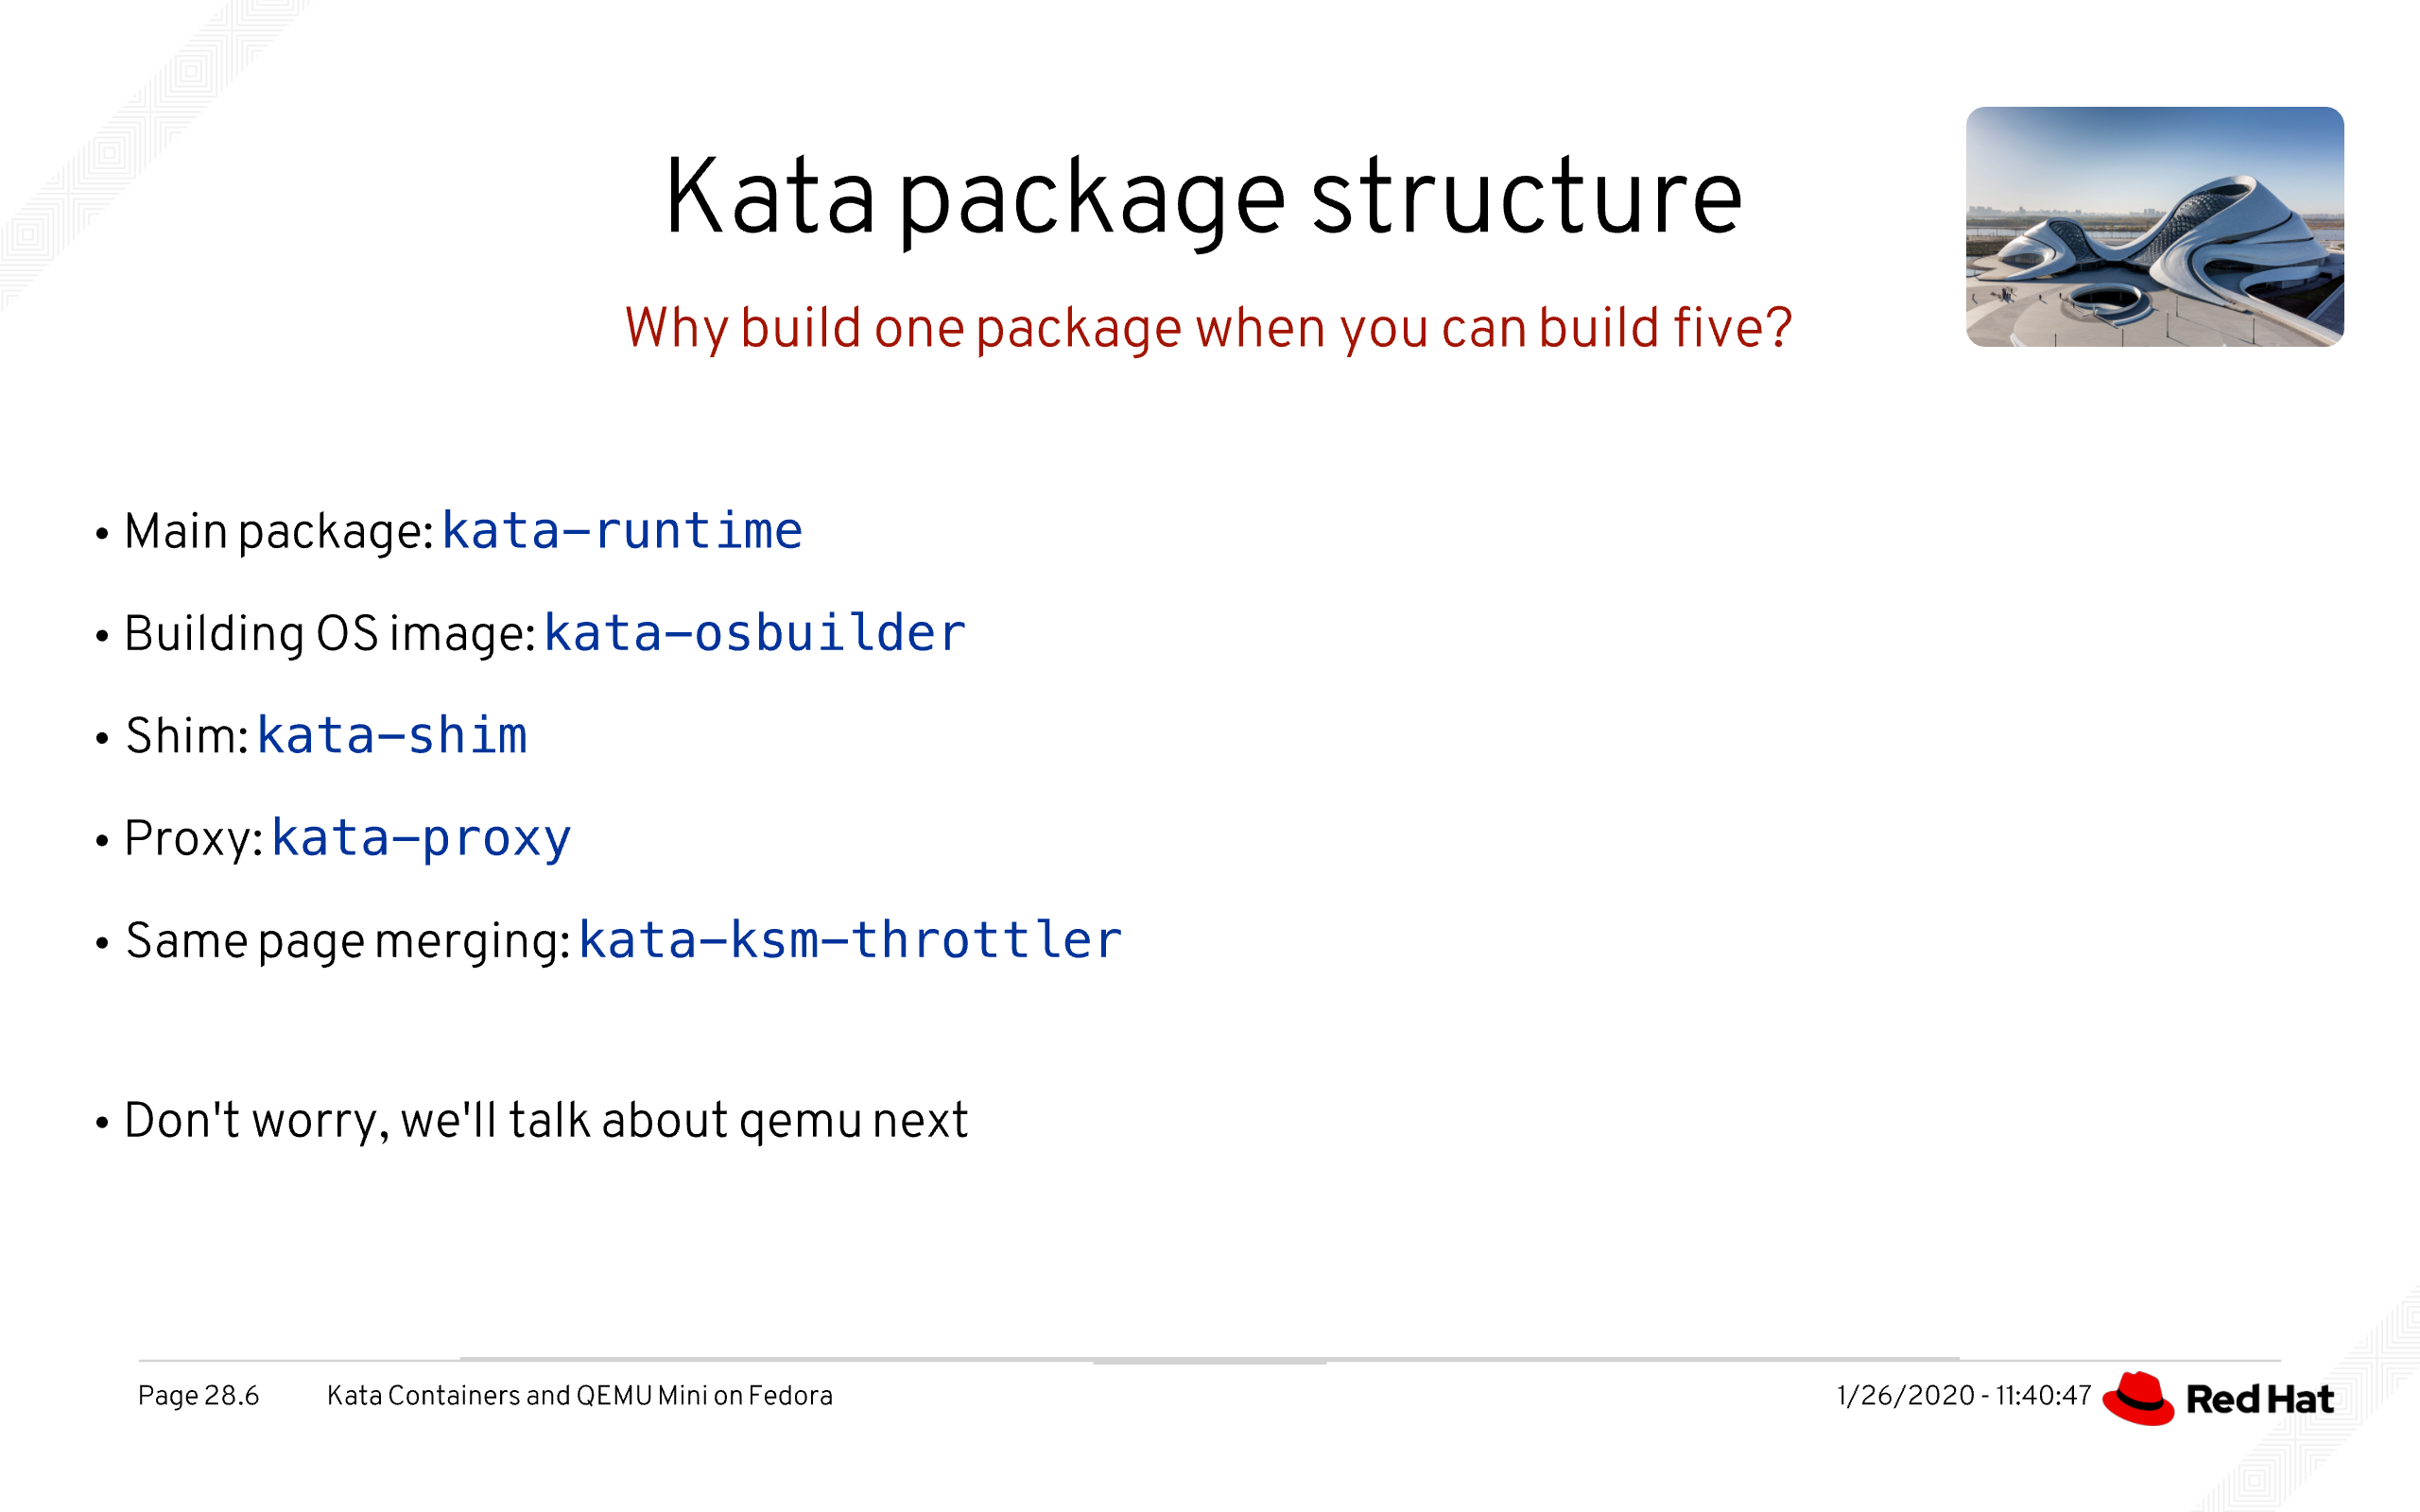 Kata package structure
Why build one package when you can build five?
• Main package: kata-runtime
• Building OS image: kata-osbuilder
• Shim: kata-shim
• Proxy: kata-proxy
• Same page merging: kata-ksm-throttler
• Don't worry, we'll talk about qemu next
Page 28.6 Kata Containers and QEMU Mini on Fedora 1/26/2020 - 11:40:47 Red Hat